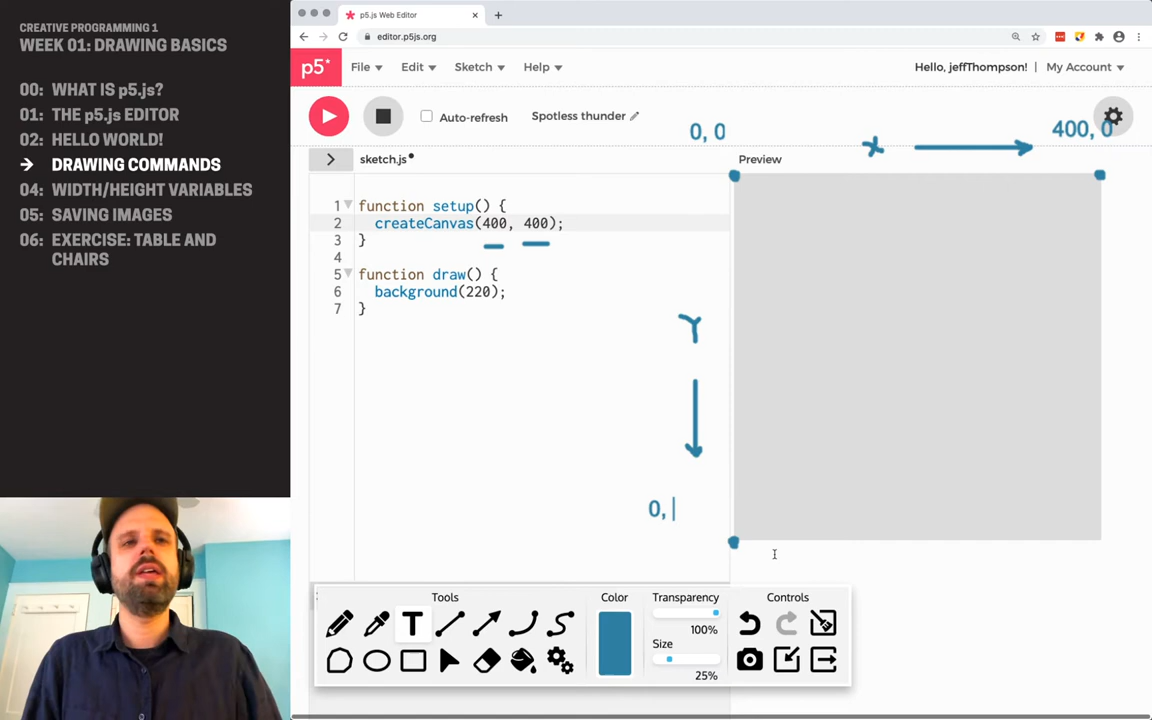 CREATIVE PROGRAMMING 1
WEEK 01: DRAWING BASICS
00: WHAT IS p5.js?
01: THE p5.js EDITOR
02: HELLO WORLD!
→ DRAWING COMMANDS
04: WIDTH/HEIGHT VARIABLES
05: SAVING IMAGES
06: EXERCISE: TABLE AND
CHAIRS
p5.js Web Editor
editor.p5js.org
p5* File Edit Sketch Help Hello, jeffThompson! | My Account
Auto-refresh Spotless thunder
0, 0 x 400, 0
> sketch.js• Preview
1 function setup() {
2 createCanvas(400, 400);
3 }
4
5 function draw() {
6 background(220);
7 }
Y
0,
Tools Color Transparency Controls
T
100%
Size
25%